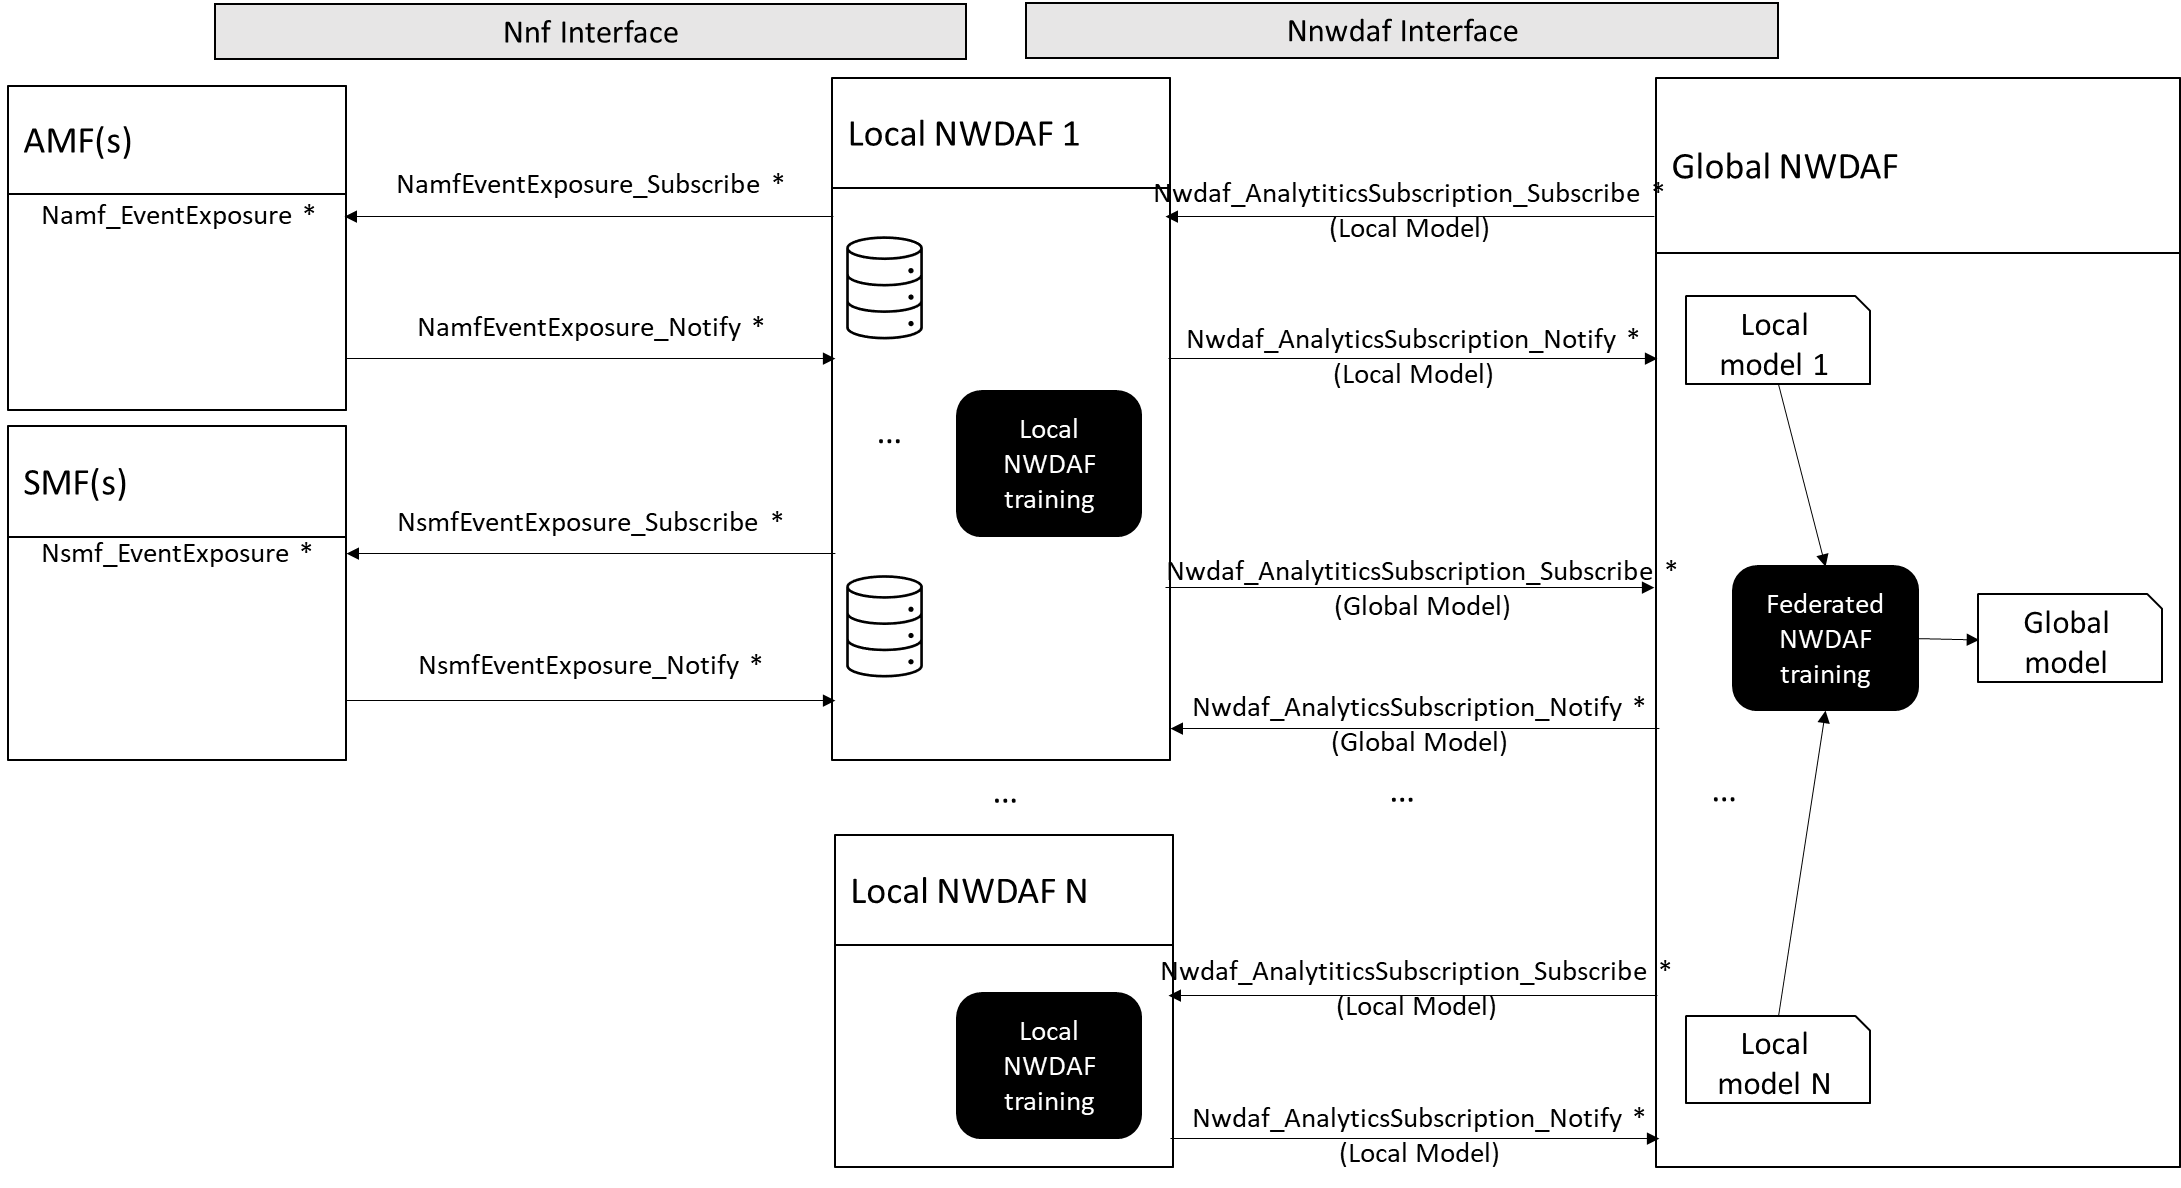 Nnf Interface
Nnwdaf Interface
AMF(s)
Namf_EventExposure *
SMF(s)
Nsmf_EventExposure *
NamfEventExposure_Subscribe *
NamfEventExposure_Notify *
NsmfEventExposure_Subscribe *
NsmfEventExposure_Notify *
Local NWDAF 1
...
Local
NWDAF
training
Nwdaf_AnalytiticsSubscription_Subscribe *
(Local Model)
Nwdaf_AnalyticsSubscription_Notify *
(Local Model)
Nwdaf_AnalytiticsSubscription_Subscribe *
(Global Model)
Nwdaf_AnalyticsSubscription_Notify *
(Global Model)
Global NWDAF
Local
model 1
Federated
NWDAF
training
Global
model
...
...
...
Local NWDAF N
Local
NWDAF
training
Nwdaf_AnalytiticsSubscription_Subscribe *
(Local Model)
Nwdaf_AnalyticsSubscription_Notify *
(Local Model)
Local
model N